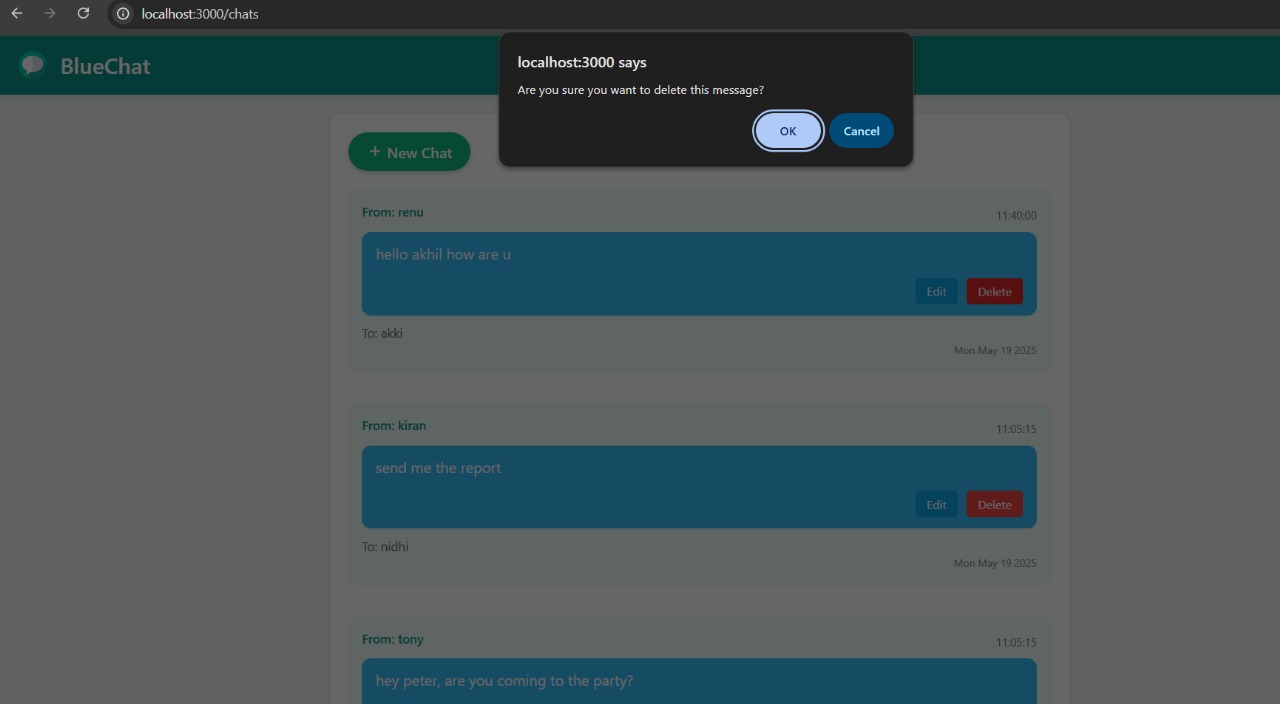 localhost:3000/chats
BlueChat
localhost:3000 says
Are you sure you want to delete this message?
OK Cancel
+ New Chat
From: renu 11:40:00
hello akhil how are u
Edit Delete
To: akki
Mon May 19 2025
From: kiran 11:05:15
send me the report
Edit Delete
To: nidhi
Mon May 19 2025
From: tony 11:05:15
hey peter, are you coming to the party?